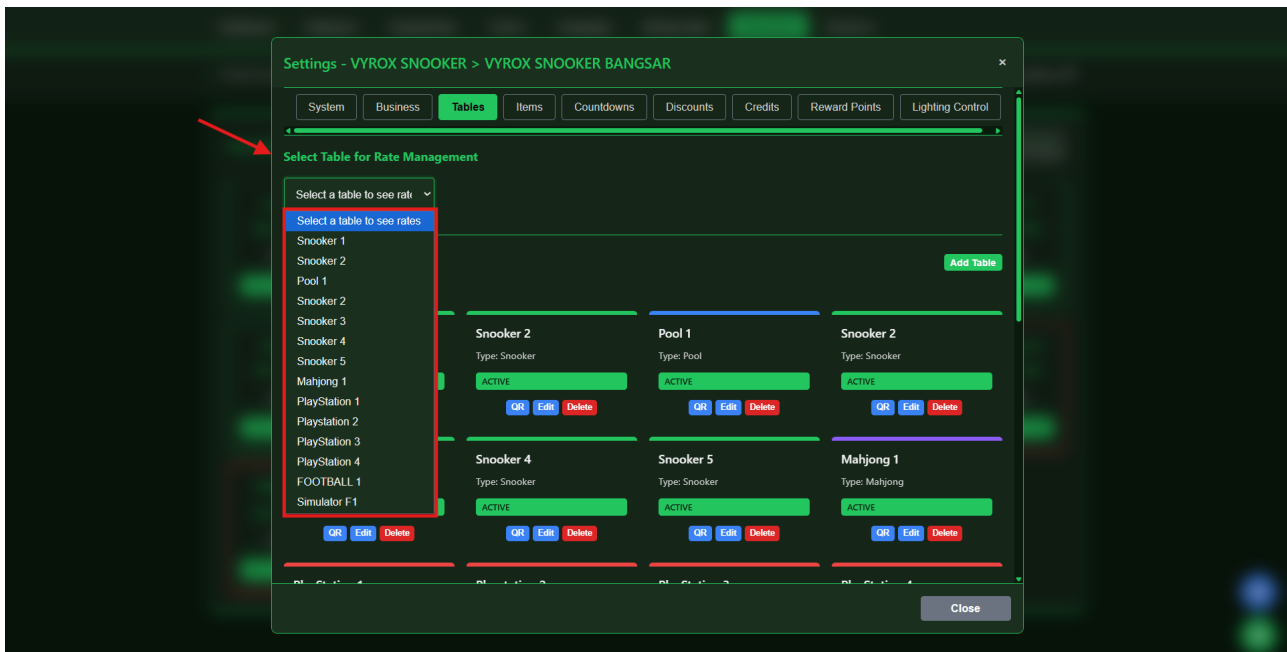 Settings - VYROX SNOOKER > VYROX SNOOKER BANGSAR ×
System Business Tables Items Countdowns Discounts Credits Reward Points Lighting Control
Select Table for Rate Management
Select a table to see rat
Select a table to see rates
Snooker 1
Snooker 2
Pool 1
Snooker 2
Snooker 3
Snooker 4
Snooker 5
Mahjong 1
PlayStation 1
Playstation 2
PlayStation 3
PlayStation 4
FOOTBALL 1
Simulator F1
Add Table
Snooker 2 Pool 1 Snooker 2
Type: Snooker Type: Pool Type: Snooker
ACTIVE ACTIVE ACTIVE
QR Edit Delete QR Edit Delete QR Edit Delete
Snooker 4 Snooker 5 Mahjong 1
Type: Snooker Type: Snooker Type: Mahjong
ACTIVE ACTIVE ACTIVE
QR Edit Delete QR Edit Delete QR Edit Delete QR Edit Delete
Close